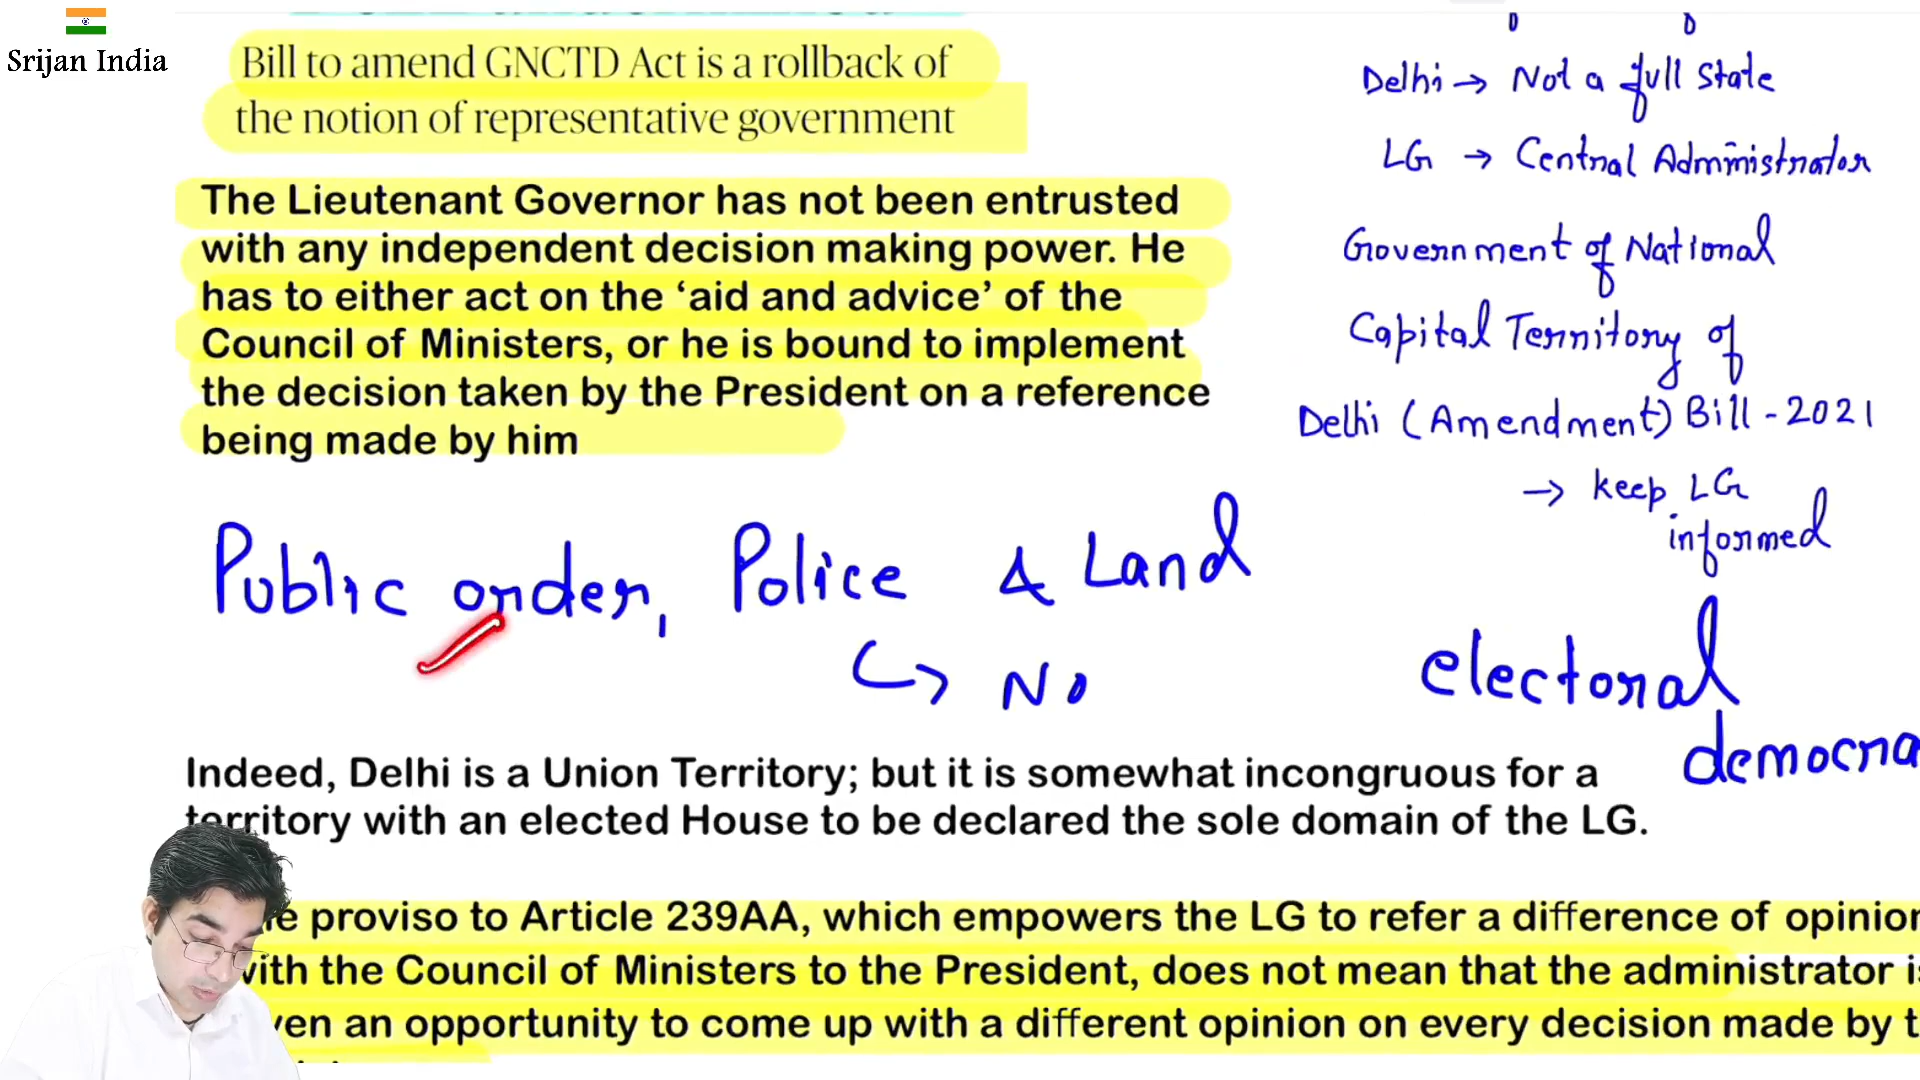 Srijan India
Bill to amend GNCTD Act is a rollback of
the notion of representative government
The Lieutenant Governor has not been entrusted
with any independent decision making power. He
has to either act on the ‘aid and advice’ of the
Council of Ministers, or he is bound to implement
the decision taken by the President on a reference
being made by him
Public order, Police & Land
↳ No
Indeed, Delhi is a Union Territory; but it is somewhat incongruous for a
territory with an elected House to be declared the sole domain of the LG.
proviso to Article 239AA, which empowers the LG to refer a difference of opinion
with the Council of Ministers to the President, does not mean that the administrator is
an opportunity to come up with a different opinion on every decision made by
Delhi → Not a full State
LG → Central Administrator
Government of National
Capital Territory of
Delhi (Amendment) Bill - 2021
→ keep LG
informed
electoral
democra